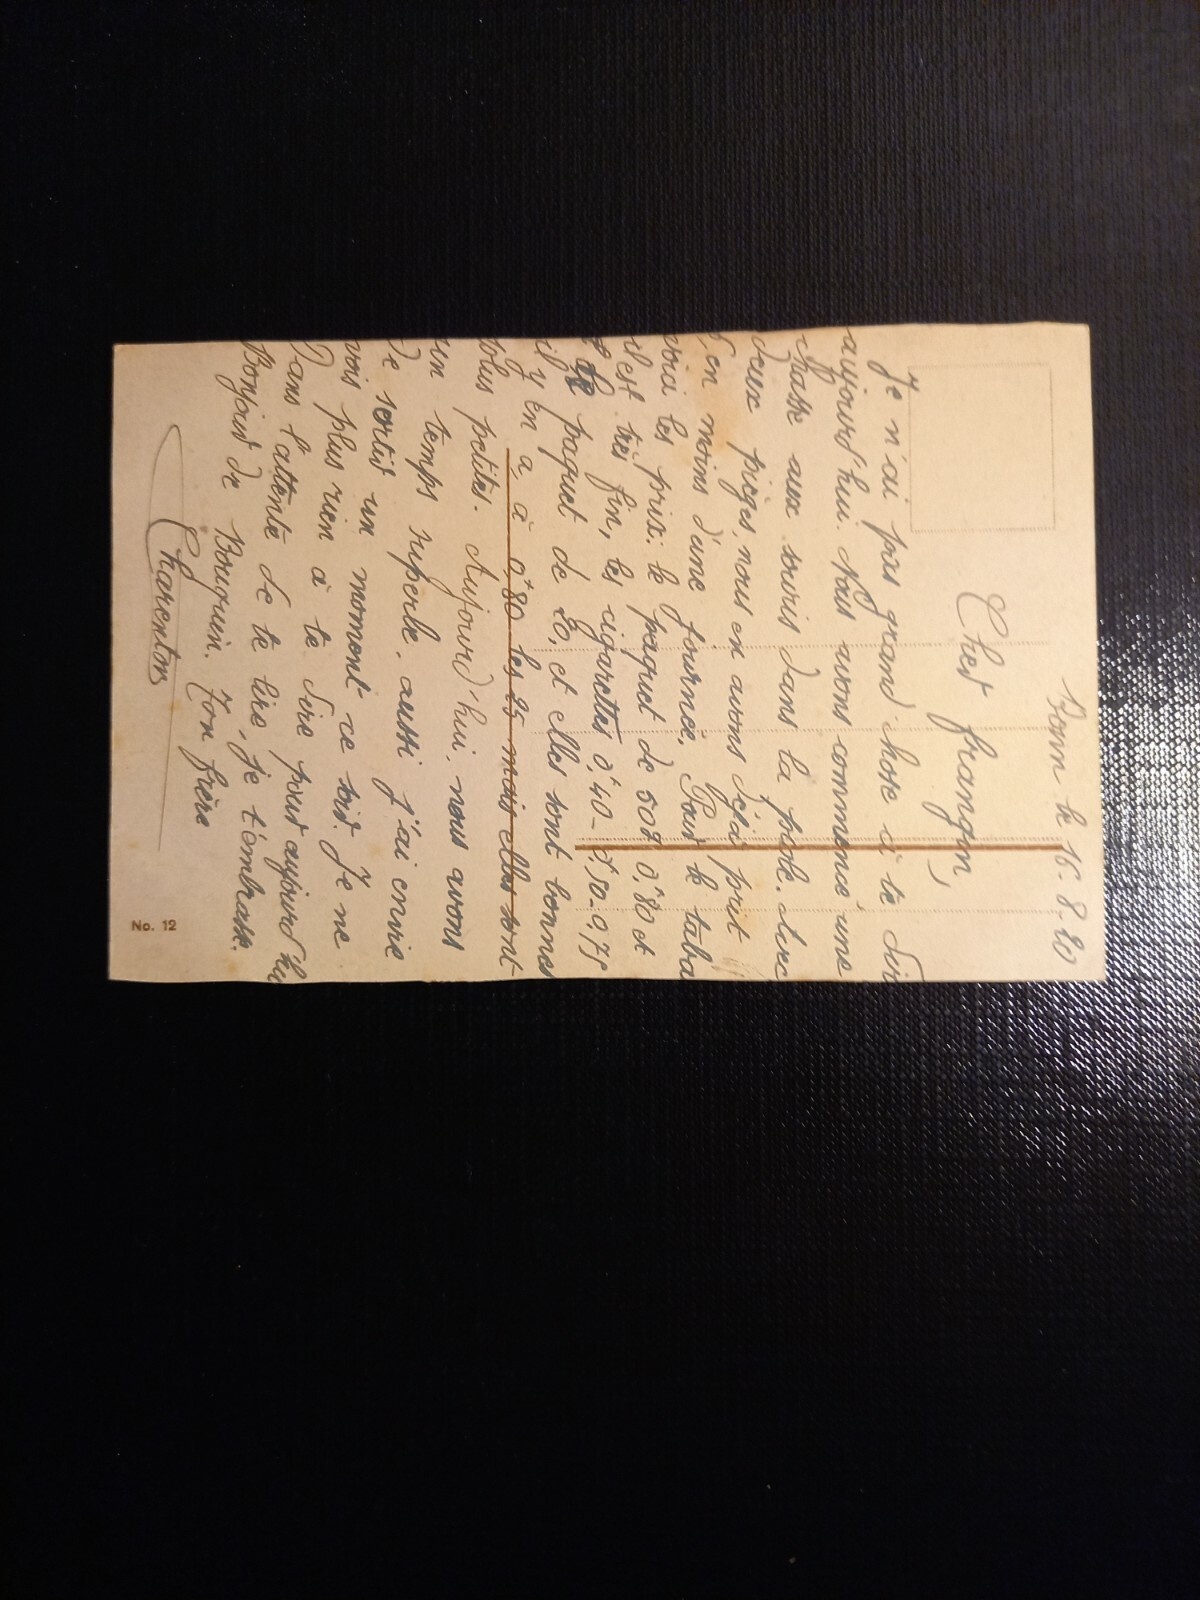 Bonn le 16.8.20
Cher frangin,
Je n'ai pas grand chose à te dire
aujourd'hui. Nous avons commencé une
chasse aux souris dans la piole. Avec
deux pièges, nous en avons déjà prit
en moins d'une journée. Pour le taba
voici les prix: le paquet de 50g 0,80 et
il est très fin, les cigarettes 0,40 - 0,50 - 0,75
le paquet de 20, et elles sont bonnes
il y en a à 0,80 les 25 mais elles sont
plus petites. Aujourd'hui, nous avons
un temps superbe, aussi j'ai envie
de sortir un moment ce soir. Je ne
vois plus rien à te dire pour aujourd'hui
Dans l'attente de te lire, je t'embrasse.
Bonjour de Bouquin. Ton frère
Charenton
No. 12